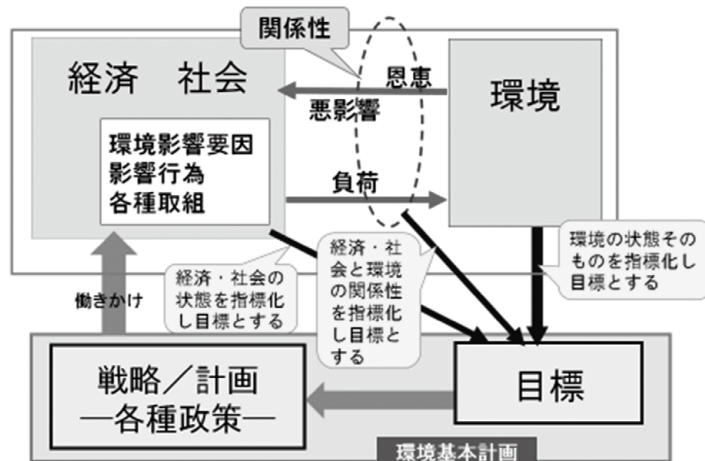 関係性
経済　社会
恩恵
悪影響
環境
環境影響要因
影響行為
各種取組
負荷
働きかけ
経済・社会の
状態を指標化
し目標とする
経済・社
会と環境
の関係性
を指標化
し目標と
する
環境の状態その
ものを指標化し
目標とする
戦略／計画
―各種政策―
目標
環境基本計画